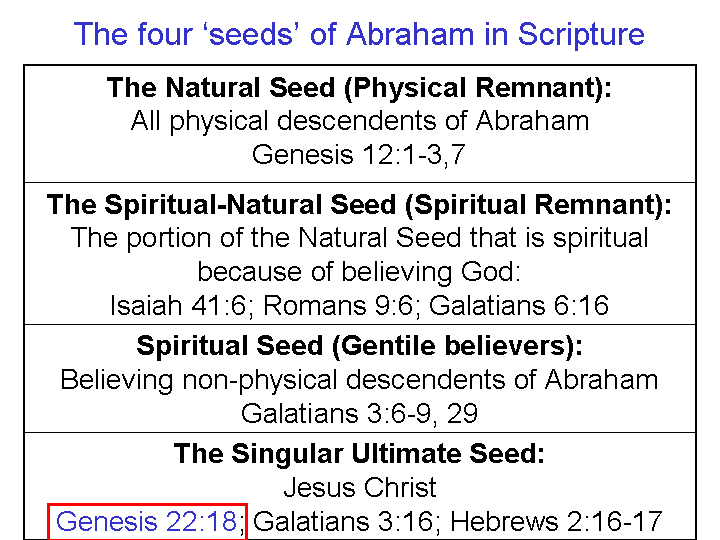 The four ‘seeds’ of Abraham in Scripture
The Natural Seed (Physical Remnant):
All physical descendents of Abraham
Genesis 12:1-3,7
The Spiritual-Natural Seed (Spiritual Remnant):
The portion of the Natural Seed that is spiritual
because of believing God:
Isaiah 41:6; Romans 9:6; Galatians 6:16
Spiritual Seed (Gentile believers):
Believing non-physical descendents of Abraham
Galatians 3:6-9, 29
The Singular Ultimate Seed:
Jesus Christ
Genesis 22:18; Galatians 3:16; Hebrews 2:16-17